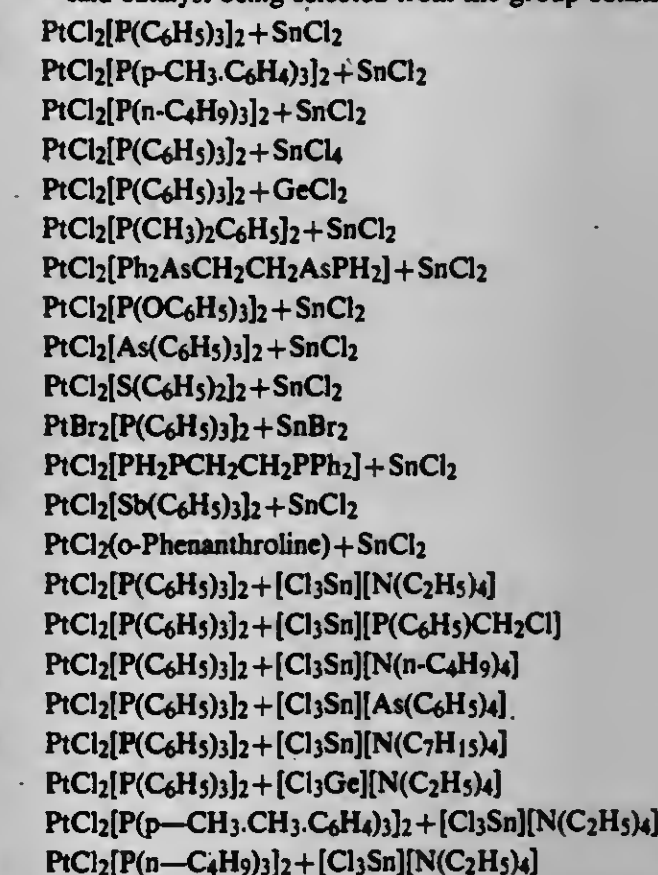 PtCl2[P(C6H5)3]2+SnCl2
PtCl2[P(p-CH3.C6H4)3]2+SnCl2
PtCl2[P(n-C4H9)3]2+SnCl2
PtCl2[P(C6H5)3]2+SnCl4
PtCl2[P(C6H5)3]2+GeCl2
PtCl2[P(CH3)2C6H5]2+SnCl2
PtCl2[Ph2AsCH2CH2AsPH2]+SnCl2
PtCl2[P(OC6H5)3]2+SnCl2
PtCl2[As(C6H5)3]2+SnCl2
PtCl2[S(C6H5)2]2+SnCl2
PtBr2[P(C6H5)3]2+SnBr2
PtCl2[PH2PCH2CH2PPh2]+SnCl2
PtCl2[Sb(C6H5)3]2+SnCl2
PtCl2(o-Phenanthroline)+SnCl2
PtCl2[P(C6H5)3]2+[Cl3Sn][N(C2H5)4]
PtCl2[P(C6H5)3]2+[Cl3Sn][P(C6H5)CH2Cl]
PtCl2[P(C6H5)3]2+[Cl3Sn][N(n-C4H9)4]
PtCl2[P(C6H5)3]2+[Cl3Sn][As(C6H5)4]
PtCl2[P(C6H5)3]2+[Cl3Sn][N(C7H15)4]
PtCl2[P(C6H5)3]2+[Cl3Ge][N(C2H5)4]
PtCl2[P(p—CH3.CH3.C6H4)3]2+[Cl3Sn][N(C2H5)4]
PtCl2[P(n—C4H9)3]2+[Cl3Sn][N(C2H5)4]